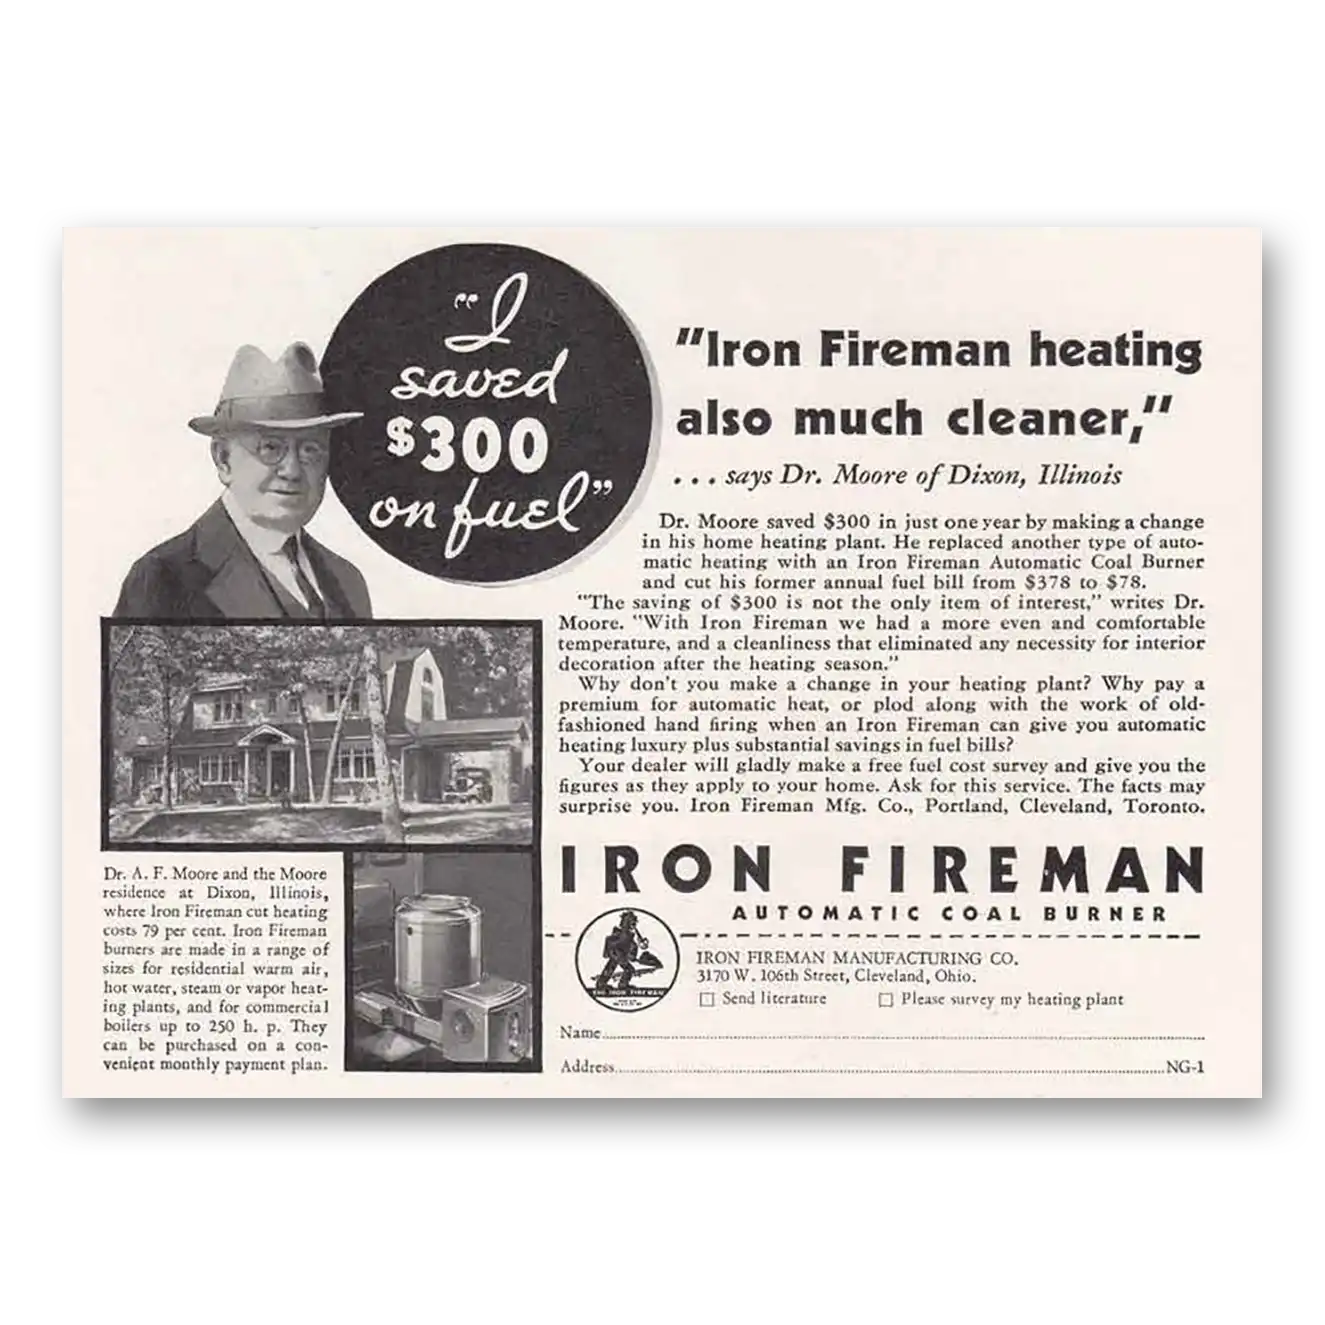 "I
saved
$300
on fuel"
"Iron Fireman heating
also much cleaner,"
... says Dr. Moore of Dixon, Illinois
Dr. Moore saved $300 in just one year by making a change
in his home heating plant. He replaced another type of auto-
matic heating with an Iron Fireman Automatic Coal Burner
and cut his former annual fuel bill from $378 to $78.
"The saving of $300 is not the only item of interest," writes Dr.
Moore. "With Iron Fireman we had a more even and comfortable
temperature, and a cleanliness that eliminated any necessity for interior
decoration after the heating season."
Why don't you make a change in your heating plant? Why pay a
premium for automatic heat, or plod along with the work of old-
fashioned hand firing when an Iron Fireman can give you automatic
heating luxury plus substantial savings in fuel bills?
Your dealer will gladly make a free fuel cost survey and give you the
figures as they apply to your home. Ask for this service. The facts may
surprise you. Iron Fireman Mfg. Co., Portland, Cleveland, Toronto.
Dr. A. F. Moore and the Moore
residence at Dixon, Illinois,
where Iron Fireman cut heating
costs 79 per cent. Iron Fireman
burners are made in a range of
sizes for residential warm air,
hot water, steam or vapor heat-
ing plants, and for commercial
boilers up to 250 h. p. They
can be purchased on a con-
venient monthly payment plan.
IRON FIREMAN
AUTOMATIC COAL BURNER
THE IRON FIREMAN
IRON FIREMAN MANUFACTURING CO.
3170 W. 106th Street, Cleveland, Ohio.
□ Send literature □ Please survey my heating plant
Name
Address NG-1